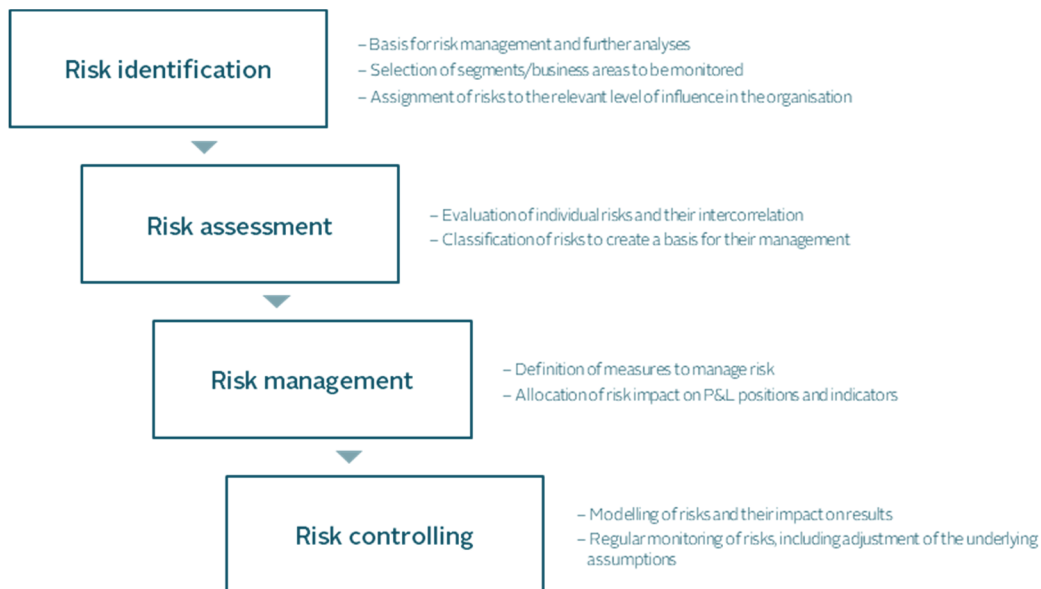 Risk identification
– Basis for risk management and further analyses
– Selection of segments/business areas to be monitored
– Assignment of risks to the relevant level of influence in the organisation
Risk assessment
– Evaluation of individual risks and their intercorrelation
– Classification of risks to create a basis for their management
Risk management
– Definition of measures to manage risk
– Allocation of risk impact on P&L positions and indicators
Risk controlling
– Modelling of risks and their impact on results
– Regular monitoring of risks, including adjustment of the underlying
assumptions